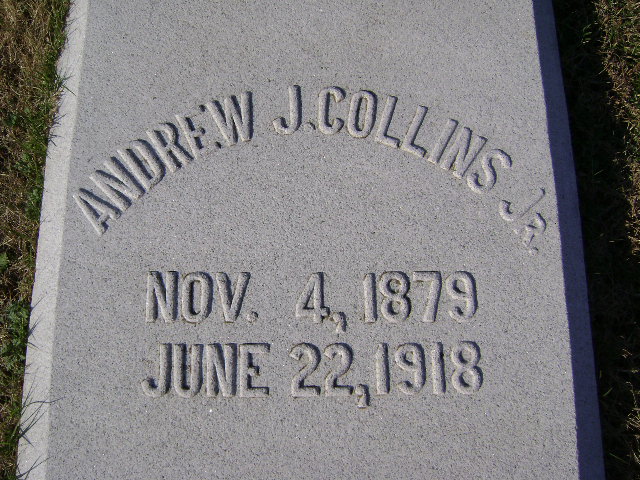 ANDREW J. COLLINS JR.
NOV. 4, 1879
JUNE 22, 1918